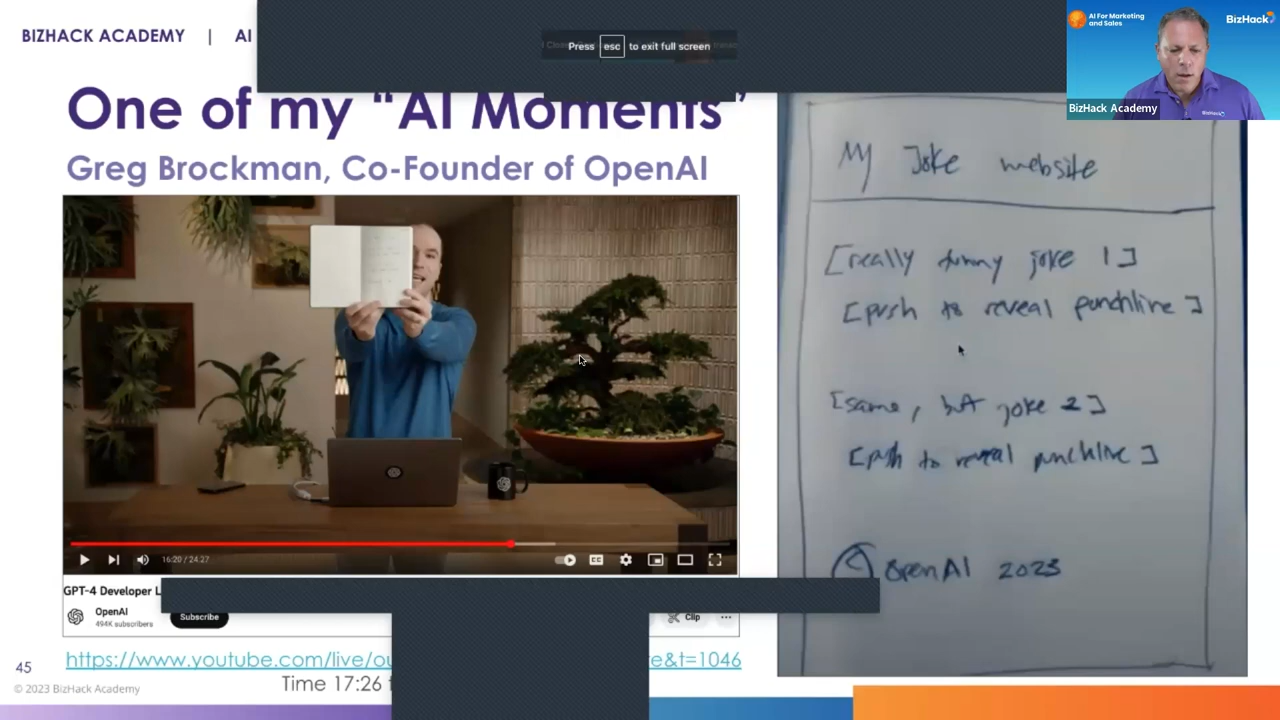 BIZHACK ACADEMY | AI
Press esc to exit full screen
AI For Marketing
and Sales
BizHack
BizHack Academy
One of my “AI Moments”
Greg Brockman, Co-Founder of OpenAI
16:20 / 24:27
GPT-4 Developer L
OpenAI
494K subscribers
Subscribe
Clip
https://www.youtube.com/live/ou
e&t=1046
Time 17:26
45
© 2023 BizHack Academy
My Joke website
[really funny joke 1]
[push to reveal punchline]
[same, but joke 2]
[push to reveal punchline]
OpenAI 2023